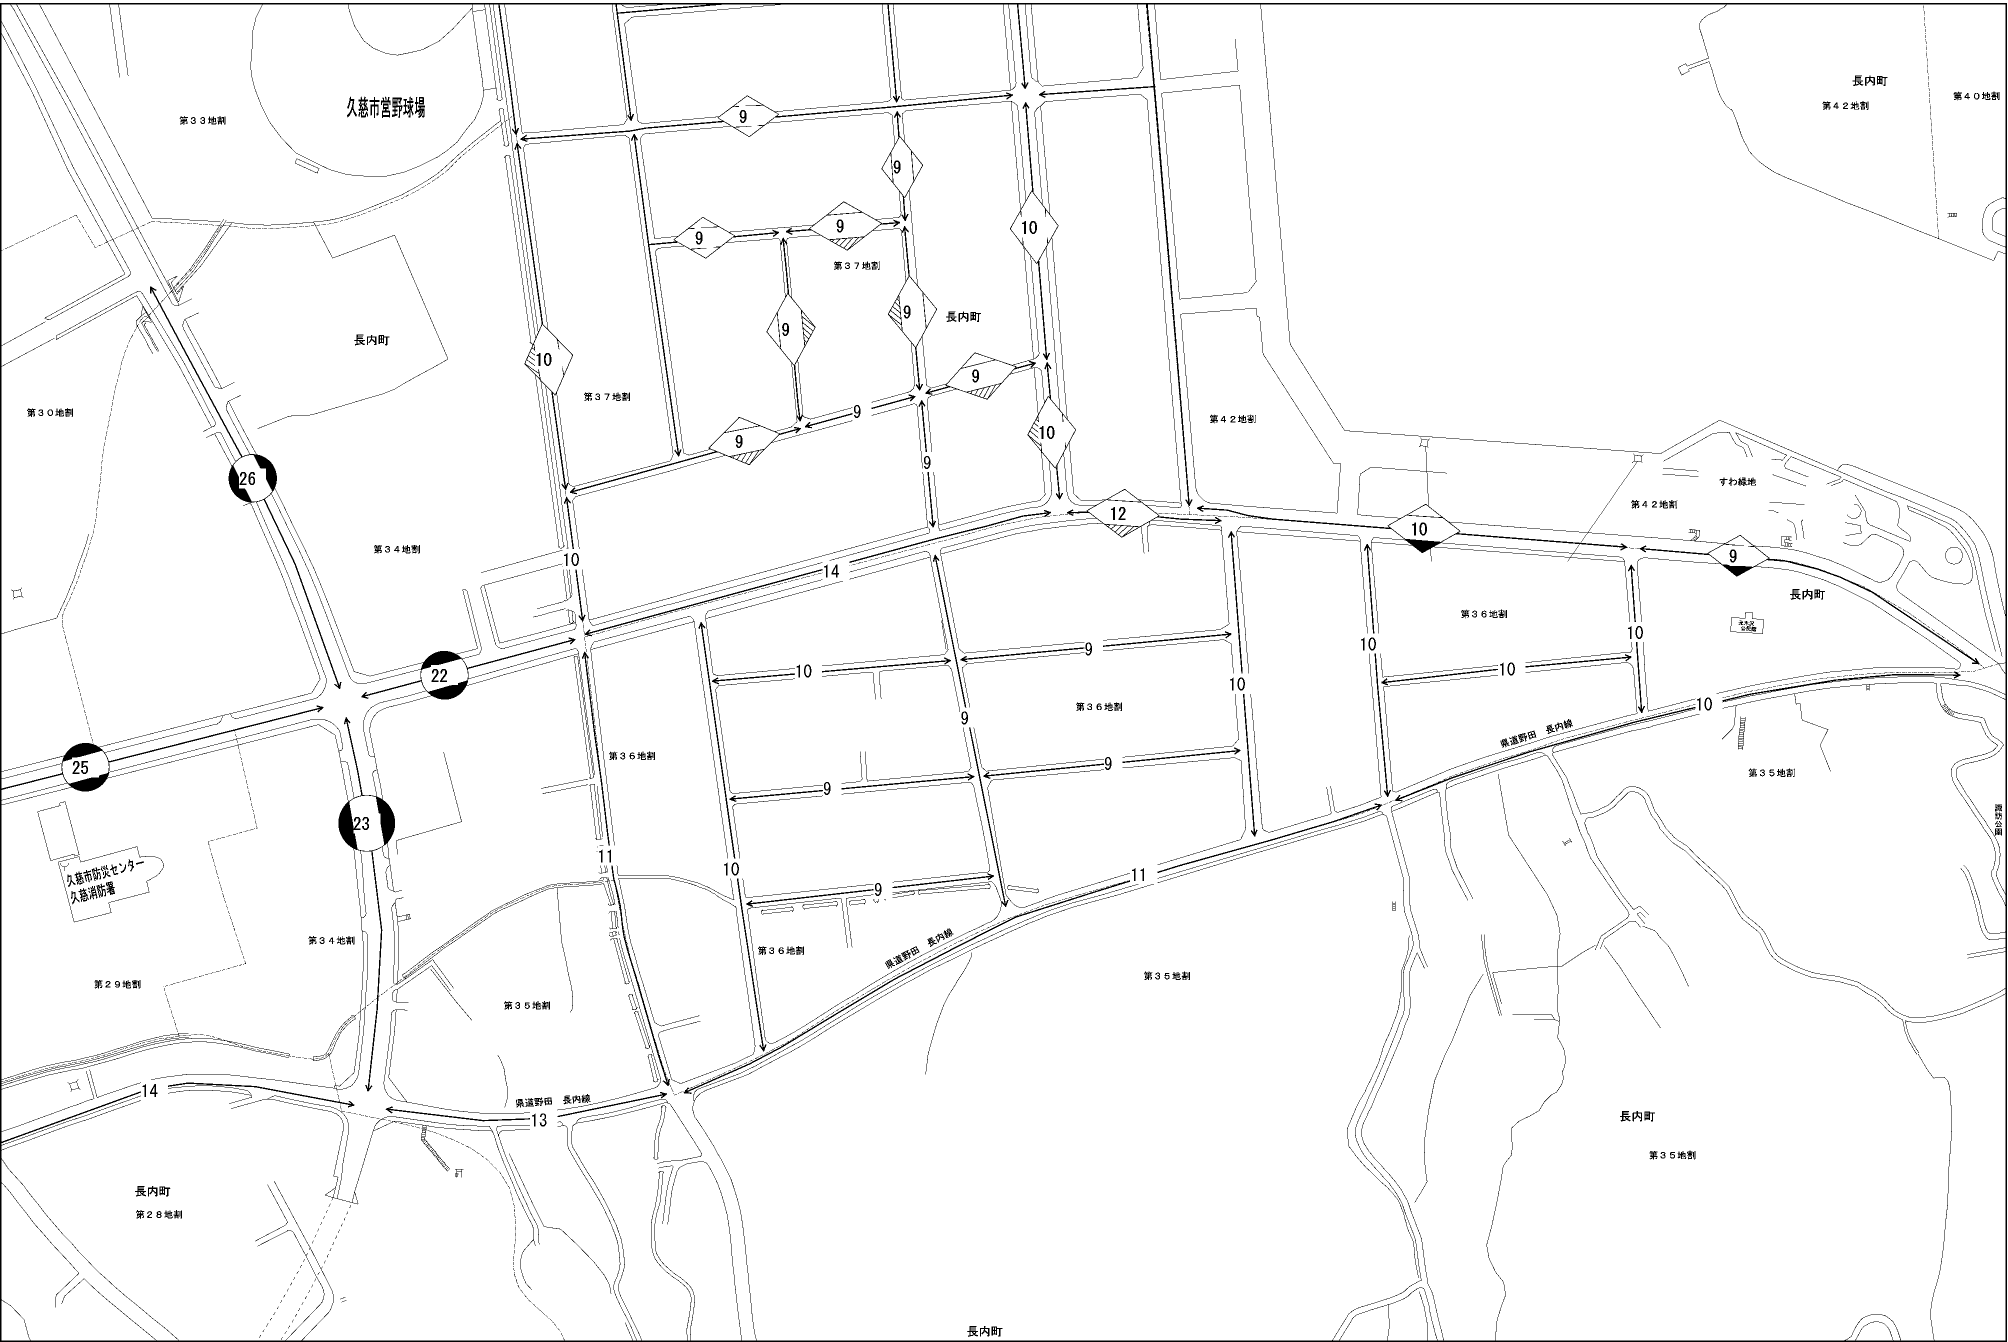 長内町
第４２地割
第４０地割
久慈市営野球場
第３３地割
9
9
10
9
9
第３７地割
9
9
長内町
長内町
10
9
第３７地割
第３０地割
9
第４２地割
10
9
9
26
すわ緑地
第４２地割
12
10
第３４地割
10
14
9
長内町
第３６地割
10
10
9
22
10
10
10
9
第３６地割
10
県道野田　長内線
第３６地割
25
9
9
第３５地割
諏訪公園
23
11
10
11
9
久慈市防災センター
久慈消防署
第３４地割
県道野田　長内線
第３６地割
第３５地割
第２９地割
第３５地割
14
県道野田　長内線
13
長内町
第３５地割
長内町
第２８地割
長内町